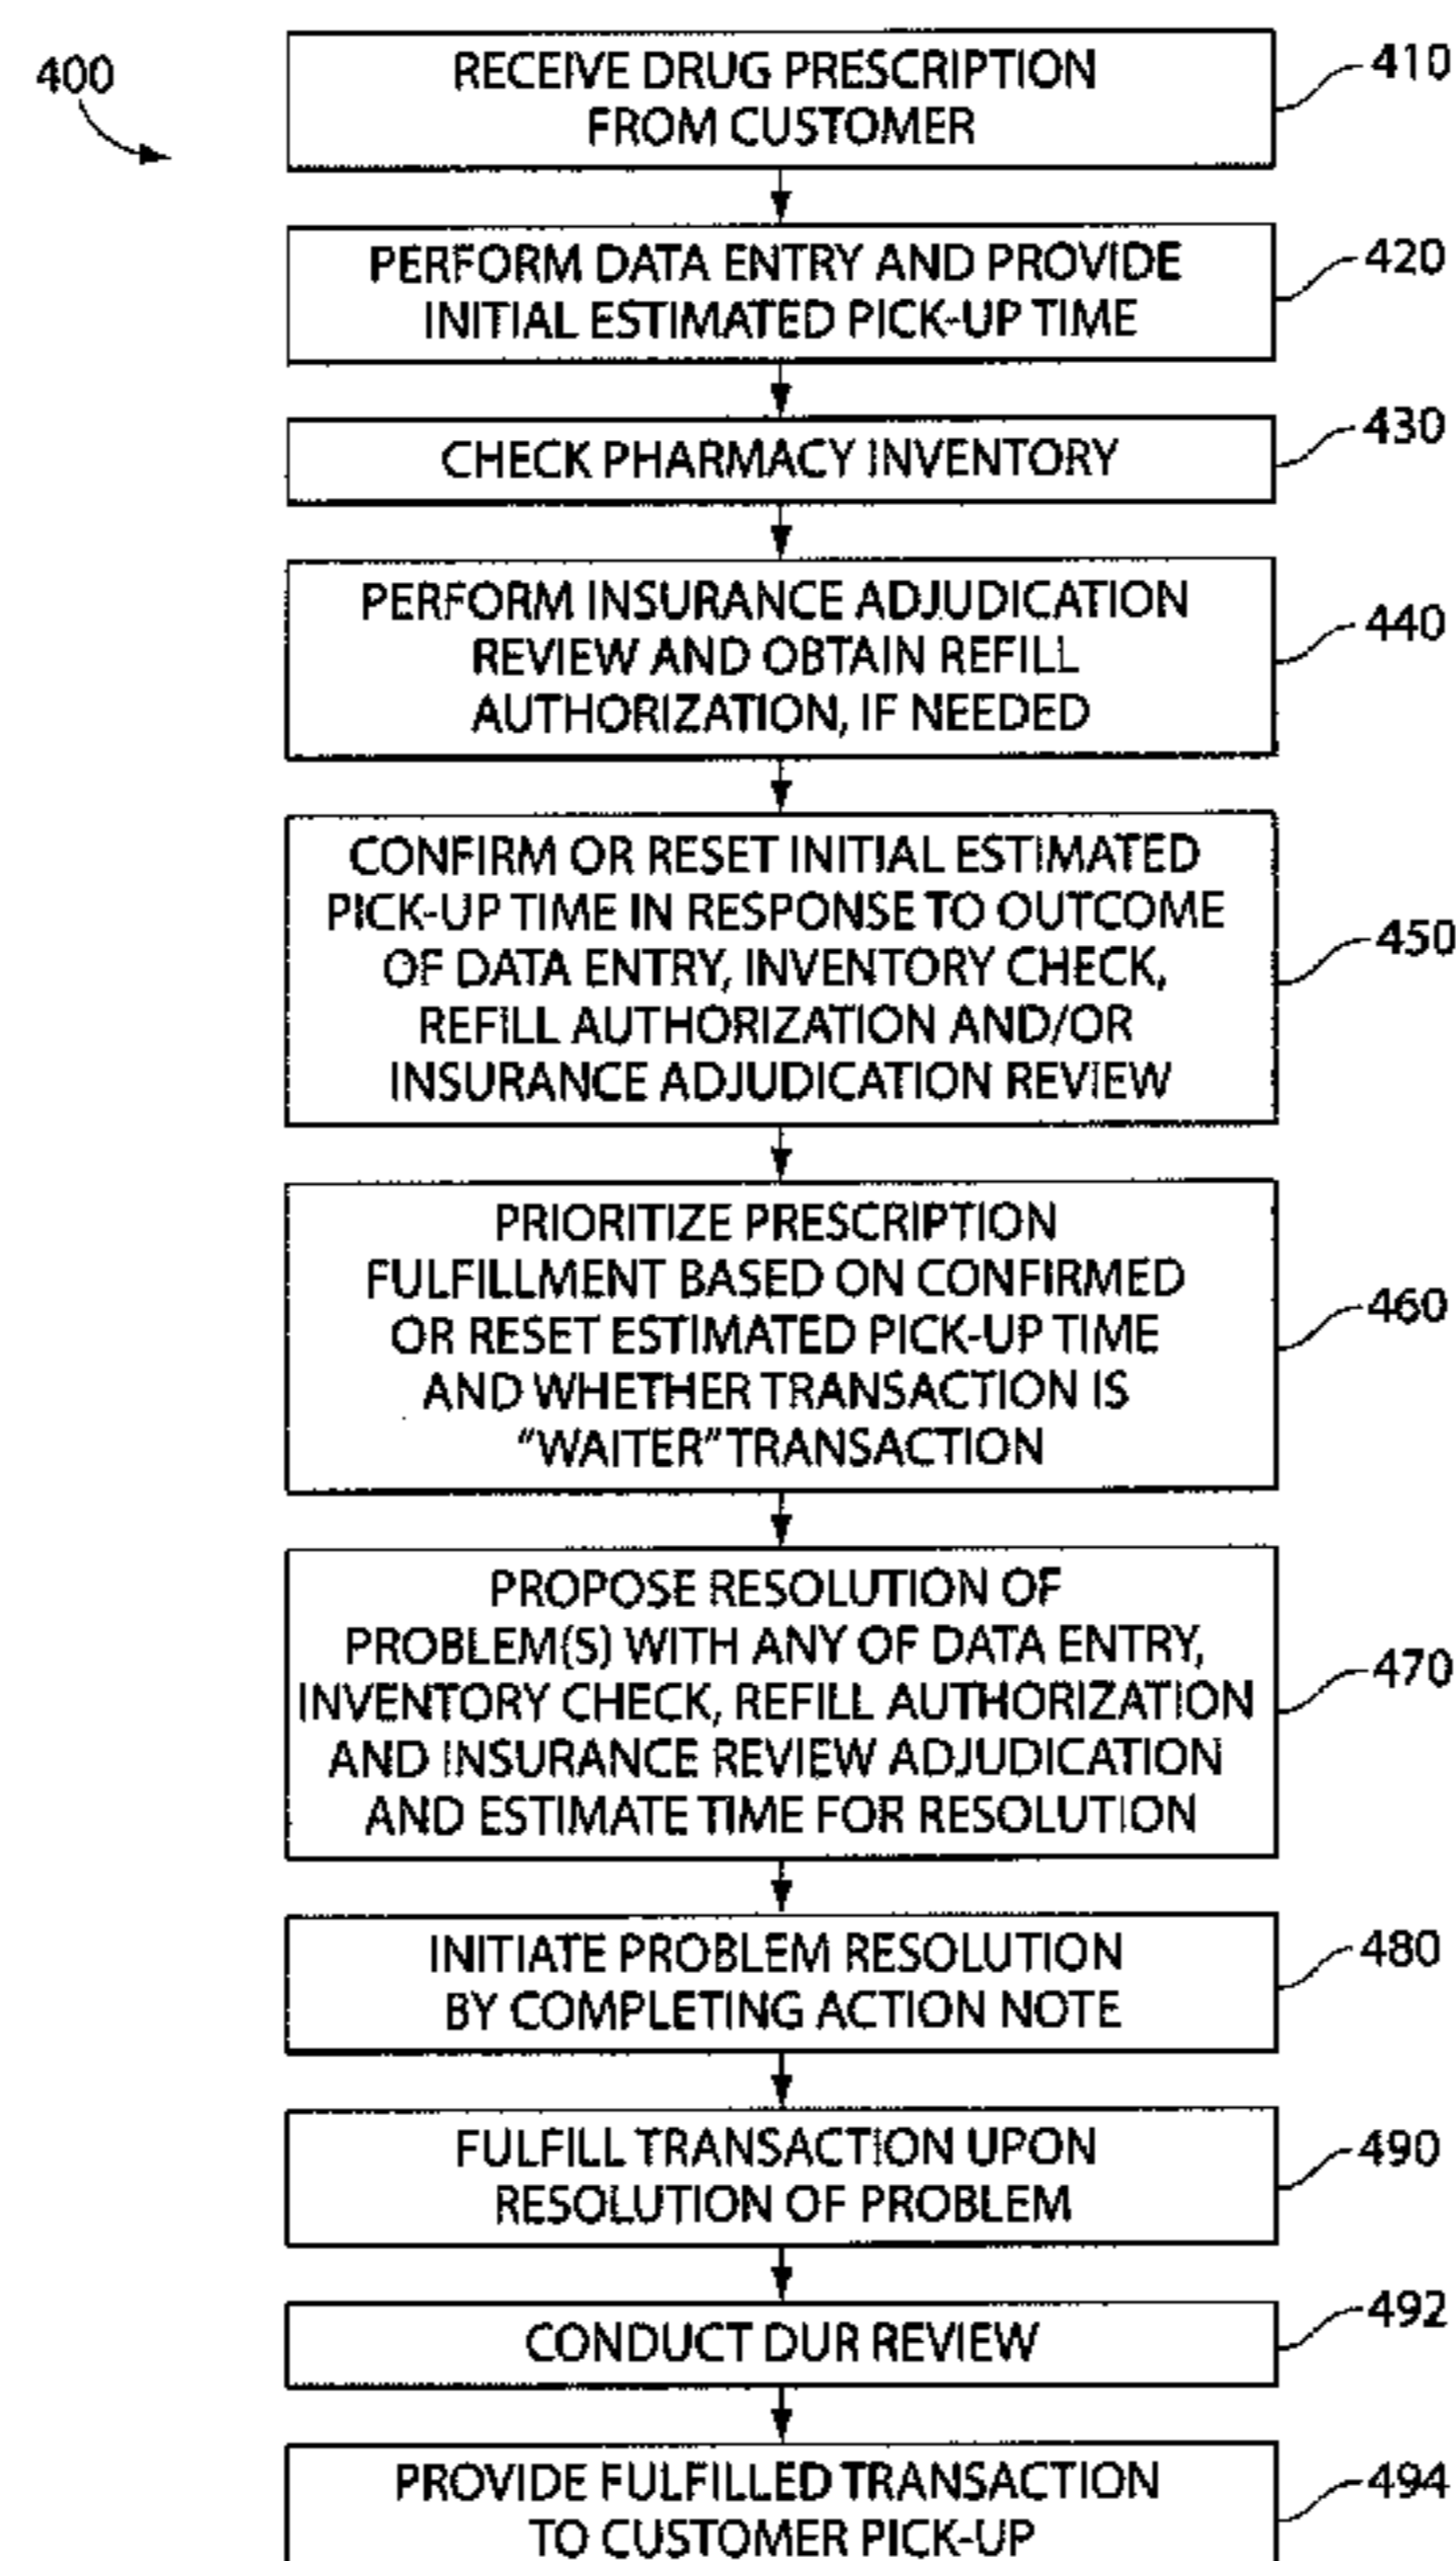 400
RECEIVE DRUG PRESCRIPTION
FROM CUSTOMER
410
PERFORM DATA ENTRY AND PROVIDE
INITIAL ESTIMATED PICK-UP TIME
420
CHECK PHARMACY INVENTORY
430
PERFORM INSURANCE ADJUDICATION
REVIEW AND OBTAIN REFILL
AUTHORIZATION, IF NEEDED
440
CONFIRM OR RESET INITIAL ESTIMATED
PICK-UP TIME IN RESPONSE TO OUTCOME
OF DATA ENTRY, INVENTORY CHECK,
REFILL AUTHORIZATION AND/OR
INSURANCE ADJUDICATION REVIEW
450
PRIORITIZE PRESCRIPTION
FULFILLMENT BASED ON CONFIRMED
OR RESET ESTIMATED PICK-UP TIME
AND WHETHER TRANSACTION IS
"WAITER" TRANSACTION
460
PROPOSE RESOLUTION OF
PROBLEM(S) WITH ANY OF DATA ENTRY,
INVENTORY CHECK, REFILL AUTHORIZATION
AND INSURANCE REVIEW ADJUDICATION
AND ESTIMATE TIME FOR RESOLUTION
470
INITIATE PROBLEM RESOLUTION
BY COMPLETING ACTION NOTE
480
FULFILL TRANSACTION UPON
RESOLUTION OF PROBLEM
490
CONDUCT DUR REVIEW
492
PROVIDE FULFILLED TRANSACTION
TO CUSTOMER PICK-UP
494